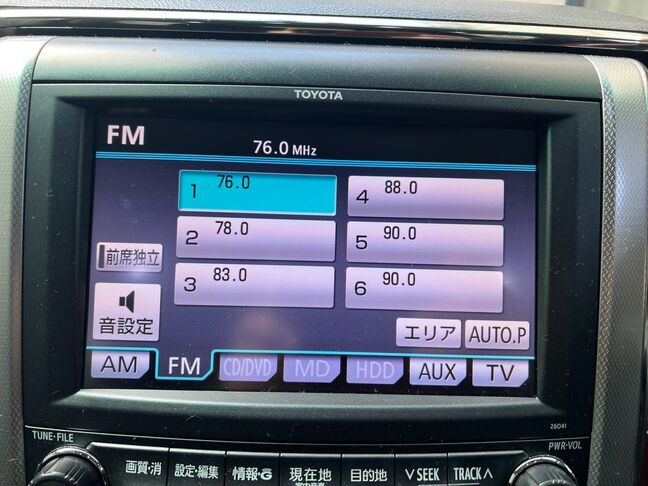 TOYOTA
FM
76.0 MHz
1 76.0
4 88.0
2 78.0
5 90.0
3 83.0
6 90.0
前席独立
音設定
エリア AUTO.P
AM FM CD/DVD MD HDD AUX TV
26041
TUNE·FILE PWR·VOL
画質・消 設定・編集 情報・G 現在地 目的地 ∨ SEEK TRACK ∧